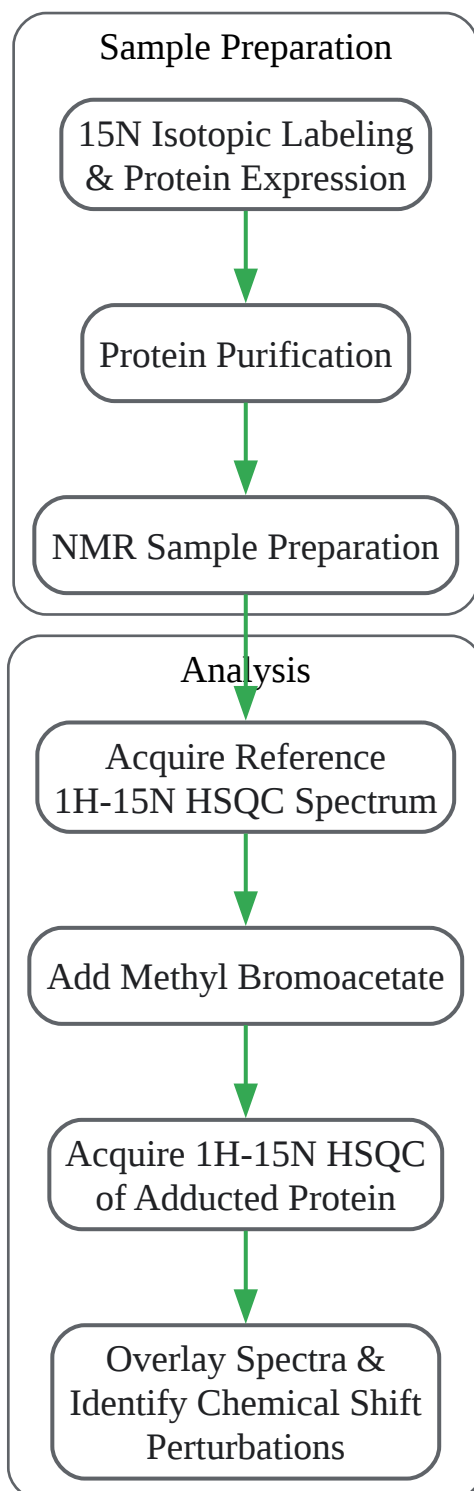 Sample Preparation
15N Isotopic Labeling
& Protein Expression
Protein Purification
NMR Sample Preparation
Analysis
Acquire Reference
1H-15N HSQC Spectrum
Add Methyl Bromoacetate
Acquire 1H-15N HSQC
of Adducted Protein
Overlay Spectra &
Identify Chemical Shift
Perturbations